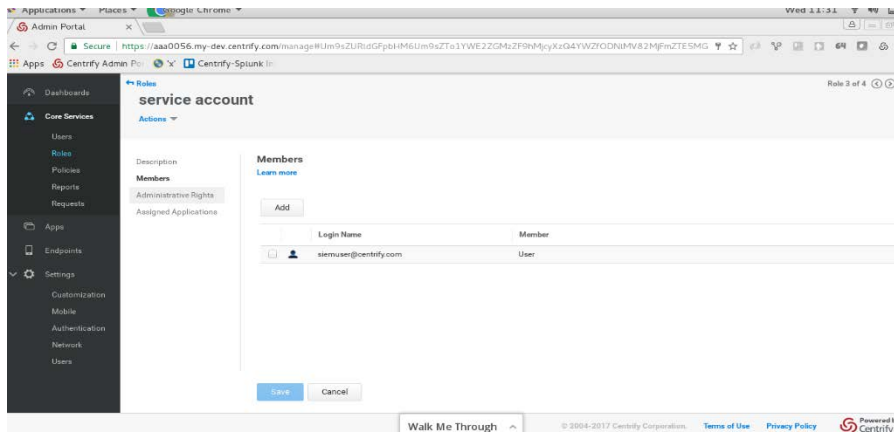 Applications Places Google Chrome Wed 11:31
Admin Portal
Secure https://aaa0056.my-dev.centrify.com/manage
Apps Centrify Admin Po 'x' Centrify-Splunk In
Dashboards
Core Services
Users
Roles
Policies
Reports
Requests
Apps
Endpoints
Settings
Customization
Mobile
Authentication
Network
Users
Roles
Role 3 of 4
service account
Actions
Description
Members
Administrative Rights
Assigned Applications
Members
Learn more
Add
Login Name Member
siemuser@centrify.com User
Save Cancel
Walk Me Through
© 2004-2017 Centrify Corporation. Terms of Use Privacy Policy
Powered by
Centrify